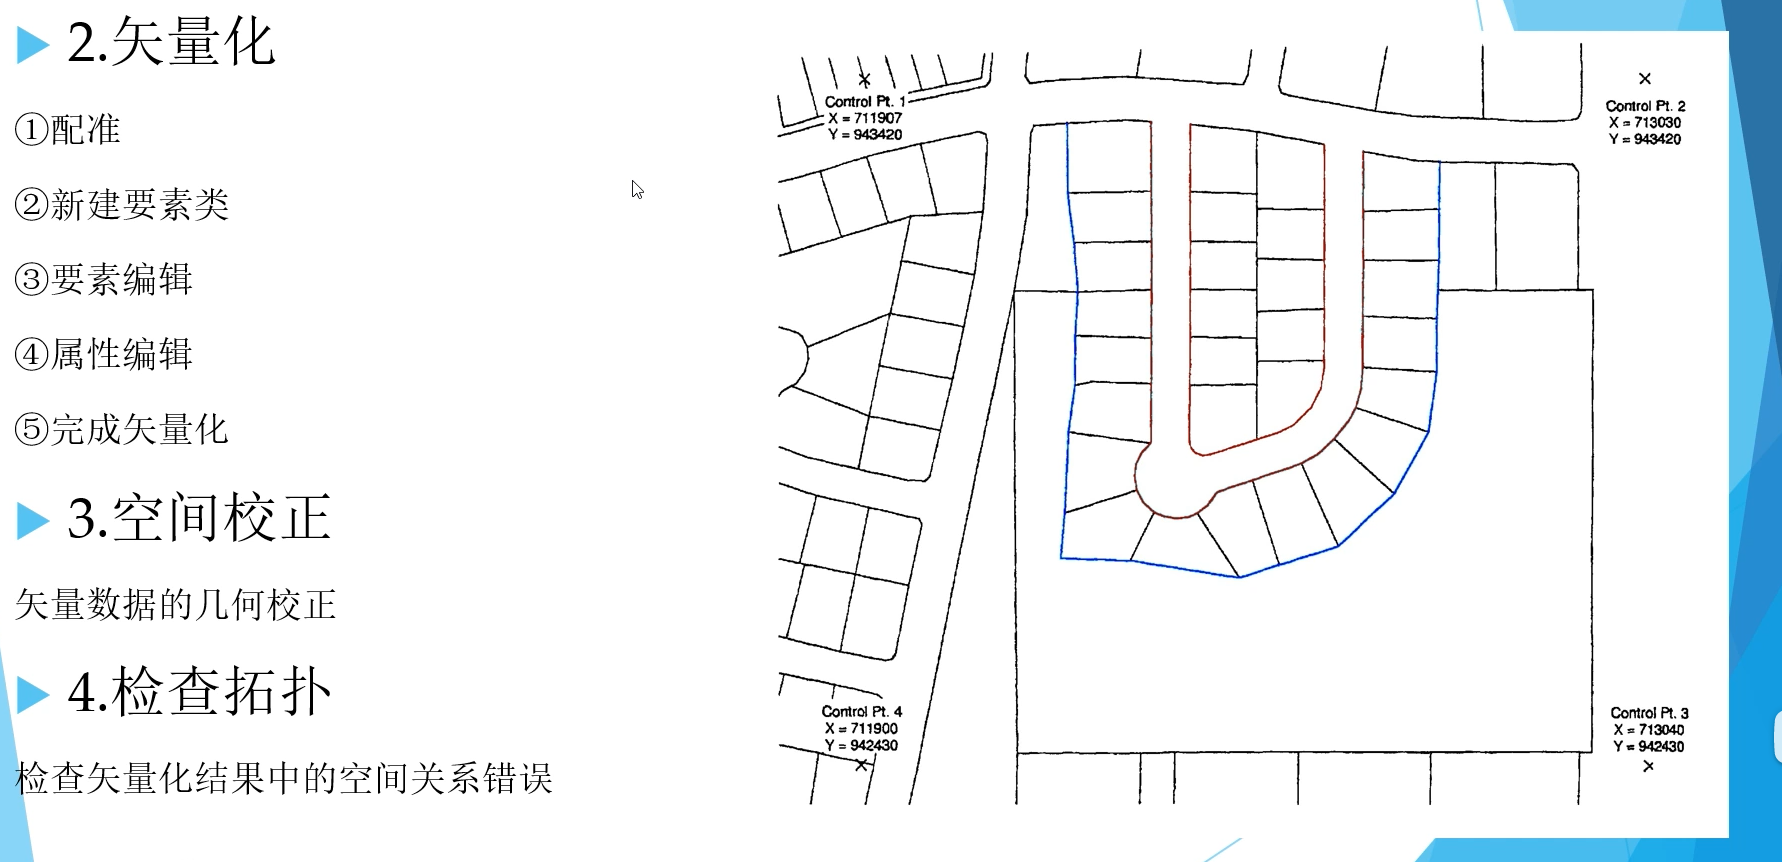 2.矢量化
①配准
②新建要素类
③要素编辑
④属性编辑
⑤完成矢量化
3.空间校正
矢量数据的几何校正
4.检查拓扑
检查矢量化结果中的空间关系错误
Control Pt. 1
X = 711907
Y = 943420
Control Pt. 2
X = 713030
Y = 943420
Control Pt. 4
X = 711900
Y = 942430
Control Pt. 3
X = 713040
Y = 942430